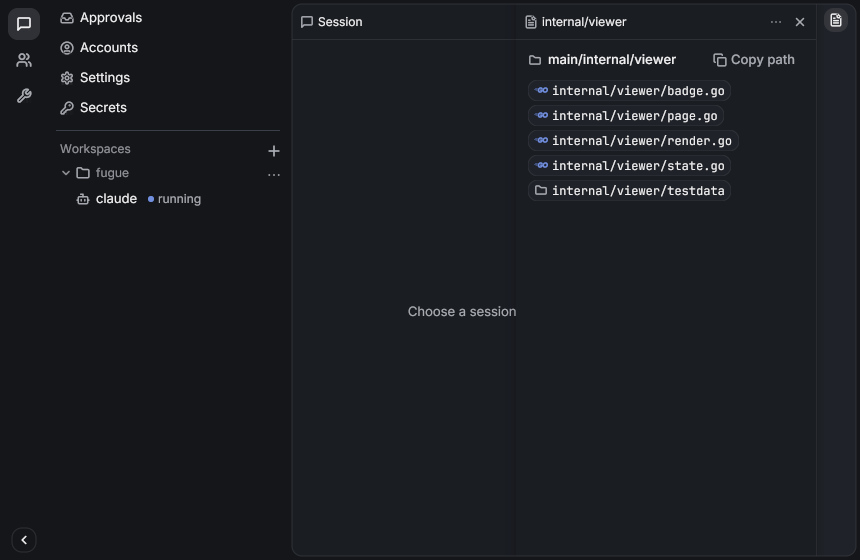 Approvals
Accounts
Settings
Secrets
Workspaces
fugue
claude running
Session
Choose a session
internal/viewer
main/internal/viewer Copy path
internal/viewer/badge.go
internal/viewer/page.go
internal/viewer/render.go
internal/viewer/state.go
internal/viewer/testdata